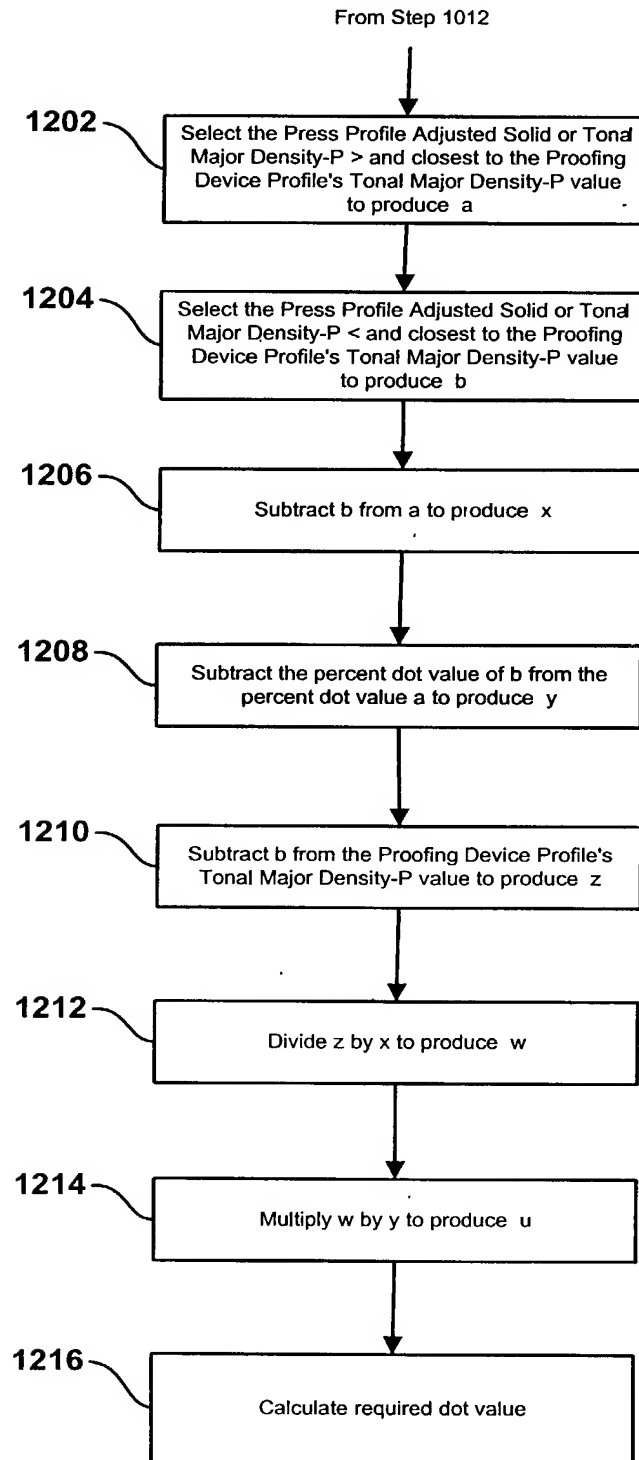 From Step 1012
1202
Select the Press Profile Adjusted Solid or Tonal
Major Density-P > and closest to the Proofing
Device Profile's Tonal Major Density-P value
to produce a
1204
Select the Press Profile Adjusted Solid or Tonal
Major Density-P < and closest to the Proofing
Device Profile's Tonal Major Density-P value
to produce b
1206
Subtract b from a to produce x
1208
Subtract the percent dot value of b from the
percent dot value a to produce y
1210
Subtract b from the Proofing Device Profile's
Tonal Major Density-P value to produce z
1212
Divide z by x to produce w
1214
Multiply w by y to produce u
1216
Calculate required dot value